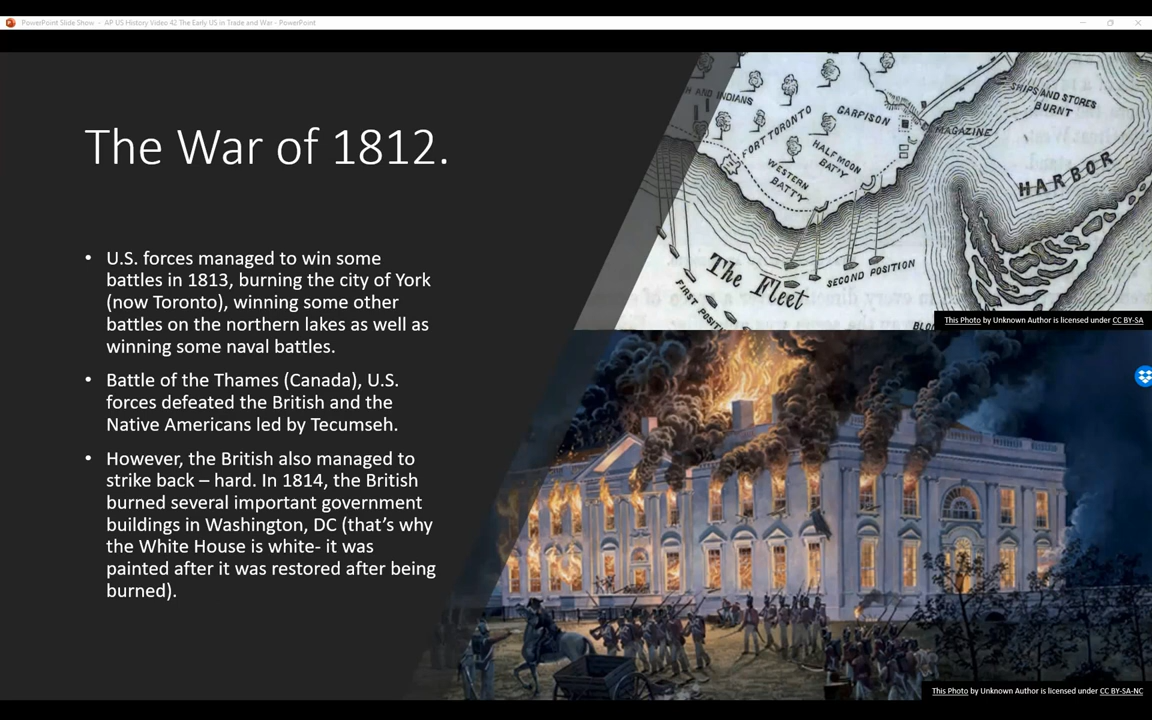 PowerPoint Slide Show - AP US History Video 42 The Early US in Trade and War - PowerPoint
The War of 1812.
• U.S. forces managed to win some
battles in 1813, burning the city of York
(now Toronto), winning some other
battles on the northern lakes as well as
winning some naval battles.
• Battle of the Thames (Canada), U.S.
forces defeated the British and the
Native Americans led by Tecumseh.
• However, the British also managed to
strike back – hard. In 1814, the British
burned several important government
buildings in Washington, DC (that's why
the White House is white- it was
painted after it was restored after being
burned).
H AND INDIANS
SHIPS AND STORES
BURNT
GARPISON
MAGAZINE
FORT TORONTO
HALF MOON
BAT'Y
WESTERN
BATT'Y
HARBOR
The Fleet
SECOND POSITION
FIRST POSITI
This Photo by Unknown Author is licensed under CC BY-SA
This Photo by Unknown Author is licensed under CC BY-SA-NC